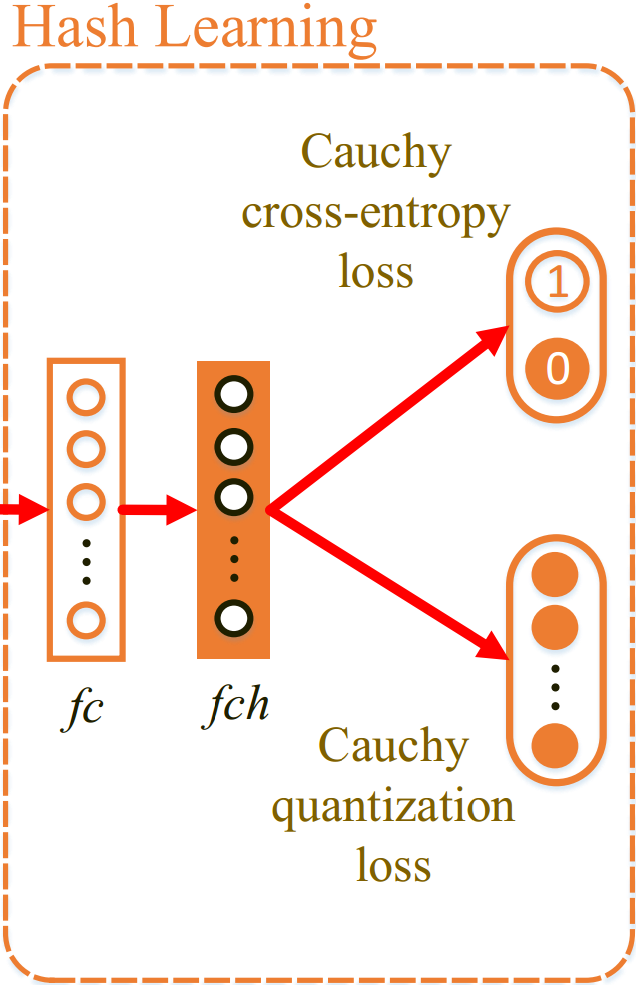 Hash Learning
Cauchy
cross-entropy
loss
1
0
fc
fch
Cauchy
quantization
loss